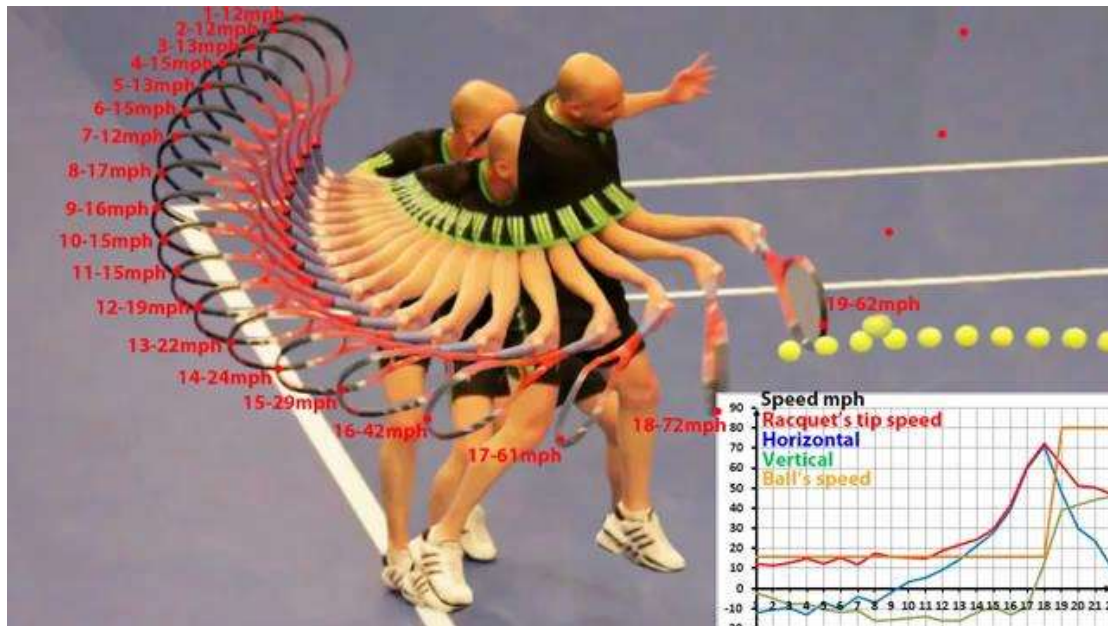 1-12mph
2-12mph
3-13mph
4-15mph
5-13mph
6-15mph
7-12mph
8-17mph
9-16mph
10-15mph
11-15mph
12-19mph
13-22mph
14-24mph
15-29mph
16-42mph
17-61mph
18-72mph
19-62mph
Speed mph
Racquet's tip speed
Horizontal
Vertical
Ball's speed
90
80
70
60
50
40
30
20
10
0
-10
1 2 3 4 5 6 7 8 9 10 11 12 13 14 15 16 17 18 19 20 21